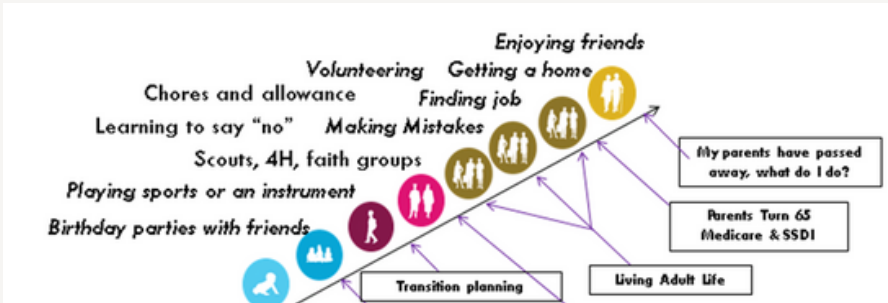 Enjoying friends
Volunteering Getting a home
Chores and allowance Finding job
Learning to say “no” Making Mistakes
Scouts, 4H, faith groups
Playing sports or an instrument
Birthday parties with friends
My parents have passed
away, what do I do?
Parents Turn 65
Medicare & SSDI
Living Adult Life
Transition planning